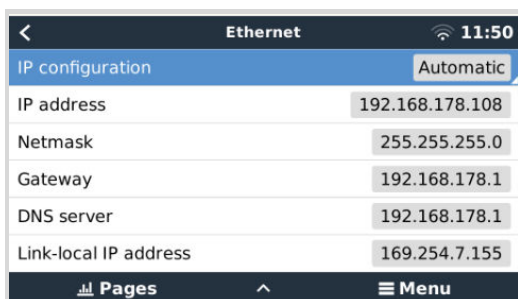 Ethernet 11:50
IP configuration Automatic
IP address 192.168.178.108
Netmask 255.255.255.0
Gateway 192.168.178.1
DNS server 192.168.178.1
Link-local IP address 169.254.7.155
Pages Menu